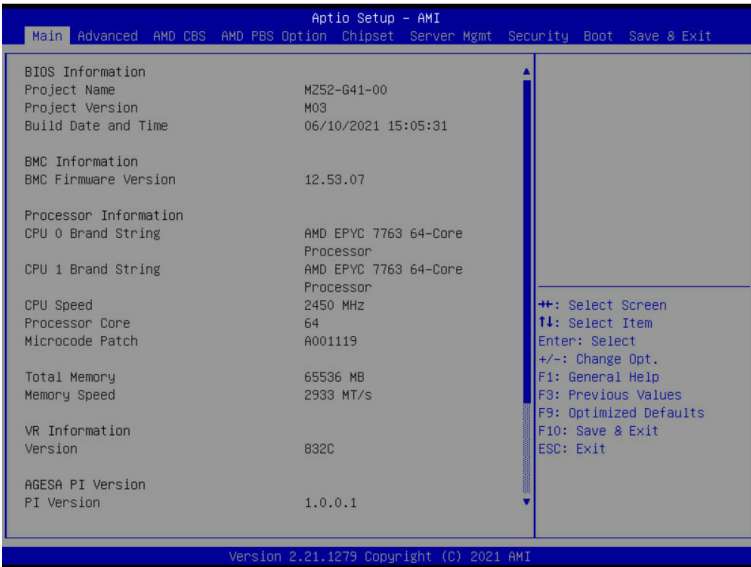 Aptio Setup – AMI
Main Advanced AMD CBS AMD PBS Option Chipset Server Mgmt Security Boot Save & Exit
BIOS Information
Project Name MZ52-G41-00
Project Version M03
Build Date and Time 06/10/2021 15:05:31
BMC Information
BMC Firmware Version 12.53.07
Processor Information
CPU 0 Brand String AMD EPYC 7763 64-Core
Processor
CPU 1 Brand String AMD EPYC 7763 64-Core
Processor
CPU Speed 2450 MHz
Processor Core 64
Microcode Patch A001119
Total Memory 65536 MB
Memory Speed 2933 MT/s
VR Information
Version 832C
AGESA PI Version
PI Version 1.0.0.1
→←: Select Screen
↑↓: Select Item
Enter: Select
+/-: Change Opt.
F1: General Help
F3: Previous Values
F9: Optimized Defaults
F10: Save & Exit
ESC: Exit
Version 2.21.1279 Copyright (C) 2021 AMI